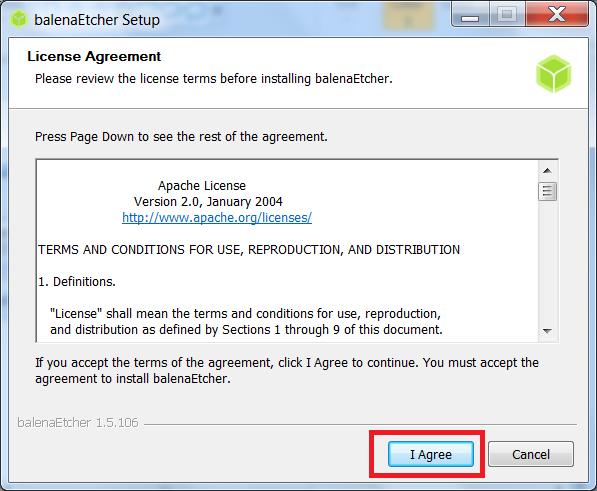 balenaEtcher Setup
License Agreement
Please review the license terms before installing balenaEtcher.
Press Page Down to see the rest of the agreement.
Apache License
Version 2.0, January 2004
http://www.apache.org/licenses/
TERMS AND CONDITIONS FOR USE, REPRODUCTION, AND DISTRIBUTION
1. Definitions.
"License" shall mean the terms and conditions for use, reproduction,
and distribution as defined by Sections 1 through 9 of this document.
If you accept the terms of the agreement, click I Agree to continue. You must accept the
agreement to install balenaEtcher.
balenaEtcher 1.5.106
I Agree
Cancel